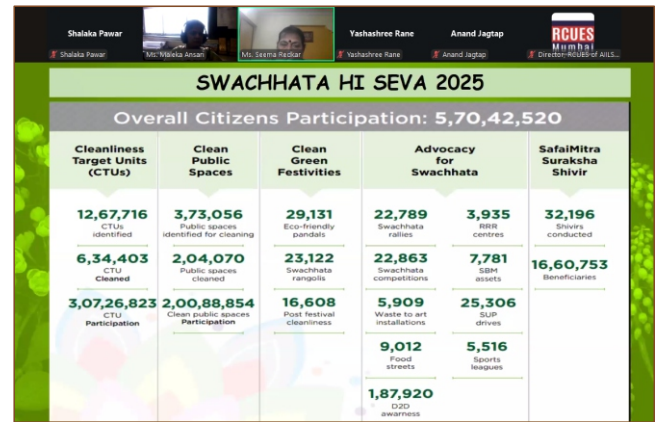 Shalaka Pawar
Yashashree Rane
Anand Jagtap
RCUES
Mumbai
Shalaka Pawar
Ms. Maleka Ansari
Ms. Seema Redkar
Yashashree Rane
Anand Jagtap
Director, RCUES of AIILS...
SWACHHATA HI SEVA 2025
Overall Citizens Participation: 5,70,42,520
Cleanliness
Target Units
(CTUs)
12,67,716
CTUs
identified
6,34,403
CTU
Cleaned
3,07,26,823
CTU
Participation
Clean
Public
Spaces
3,73,056
Public spaces
identified for cleaning
2,04,070
Public spaces
cleaned
2,00,88,854
Clean public spaces
Participation
Clean
Green
Festivities
29,131
Eco-friendly
pandals
23,122
Swachhata
rangolis
16,608
Post festival
cleanliness
Advocacy
for
Swachhata
22,789
Swachhata
rallies
22,863
Swachhata
competitions
5,909
Waste to art
installations
9,012
Food
streets
1,87,920
D2D
awarness
3,935
RRR
centres
7,781
SBM
assets
25,306
SUP
drives
5,516
Sports
leagues
SafaiMitra
Suraksha
Shivir
32,196
Shivirs
conducted
16,60,753
Beneficiaries